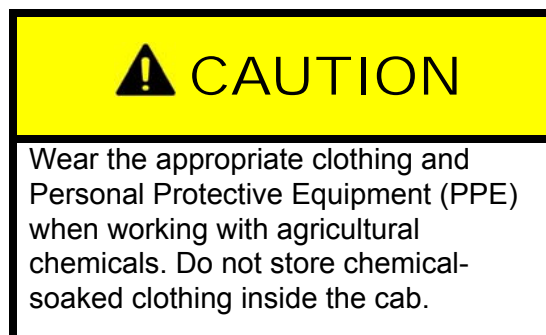 CAUTION
Wear the appropriate clothing and
Personal Protective Equipment (PPE)
when working with agricultural
chemicals. Do not store chemical-
soaked clothing inside the cab.